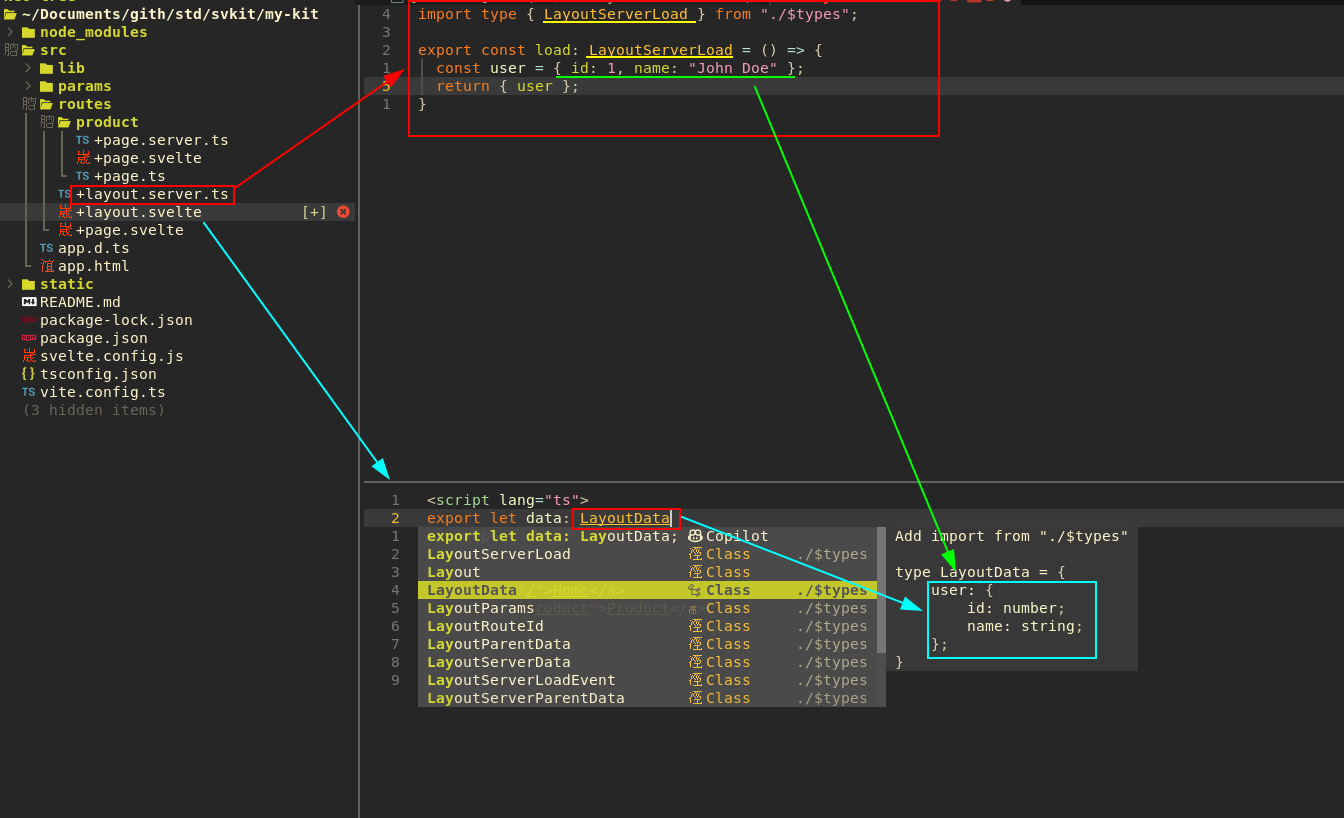 ~/Documents/gith/std/svkit/my-kit
node_modules
src
lib
params
routes
product
TS +page.server.ts
+page.svelte
TS +page.ts
TS +layout.server.ts
+layout.svelte [+]
+page.svelte
TS app.d.ts
app.html
static
README.md
package-lock.json
package.json
svelte.config.js
{} tsconfig.json
TS vite.config.ts
(3 hidden items)
4 import type { LayoutServerLoad } from "./$types";
3
2 export const load: LayoutServerLoad = () => {
1 const user = { id: 1, name: "John Doe" };
5 return { user };
1 }
1 <script lang="ts">
2 export let data: LayoutData
1 export let data: LayoutData; Copilot
2 LayoutServerLoad Class ./$types
3 Layout Class
4 LayoutData "/">Home</a> Class ./$types
5 LayoutParams roduct">Product</a> Class ./$types
6 LayoutRouteId Class ./$types
7 LayoutParentData Class ./$types
8 LayoutServerData Class ./$types
9 LayoutServerLoadEvent Class ./$types
LayoutServerParentData Class ./$types
Add import from "./$types"
type LayoutData = {
user: {
id: number;
name: string;
};
}